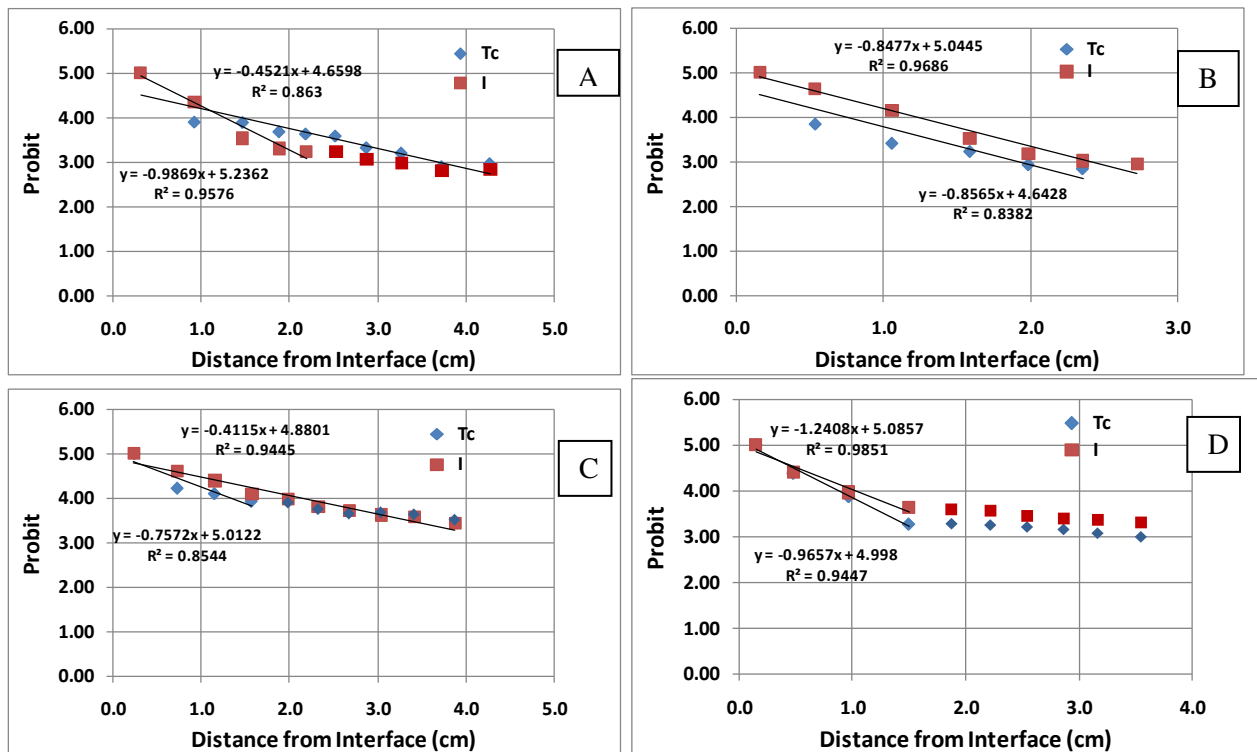 6.00
5.00
4.00
3.00
2.00
1.00
0.00
Probit
y = -0.4521x + 4.6598
R² = 0.863
y = -0.9869x + 5.2362
R² = 0.9576
Tc
I
A
0.0 1.0 2.0 3.0 4.0 5.0
Distance from Interface (cm)
6.00
5.00
4.00
3.00
2.00
1.00
0.00
Probit
y = -0.8477x + 5.0445
R² = 0.9686
y = -0.8565x + 4.6428
R² = 0.8382
Tc
I
B
0.0 1.0 2.0 3.0
Distance from Interface (cm)
6.00
5.00
4.00
3.00
2.00
1.00
0.00
Probit
y = -0.4115x + 4.8801
R² = 0.9445
y = -0.7572x + 5.0122
R² = 0.8544
Tc
I
C
0.0 1.0 2.0 3.0 4.0 5.0
Distance from Interface (cm)
6.00
5.00
4.00
3.00
2.00
1.00
0.00
Probit
y = -1.2408x + 5.0857
R² = 0.9851
y = -0.9657x + 4.998
R² = 0.9447
Tc
I
D
0.0 1.0 2.0 3.0 4.0
Distance from Interface (cm)